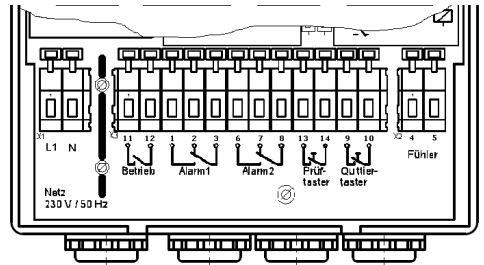 X1
L1 N
11 12 1 2 3 6 7 8 13 14 9 10
X2 4 5
Betrieb Alarm1 Alarm2 Prüf-
taster Quittier-
taster
Fühler
Netz
230 V / 50 Hz